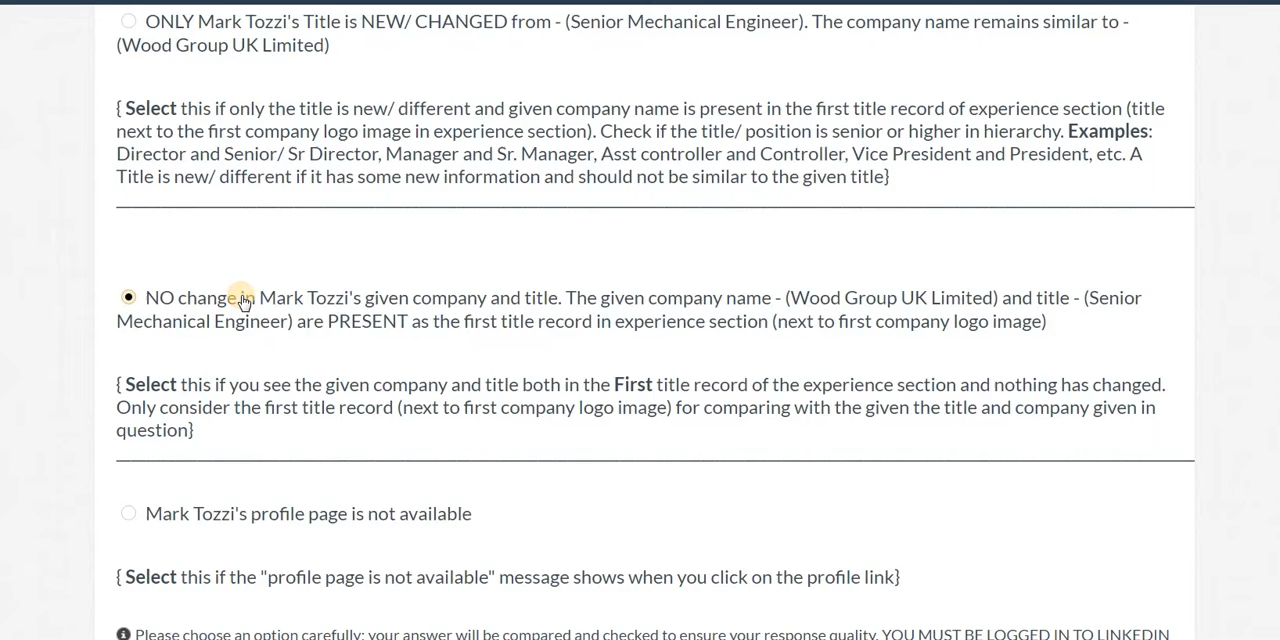 ONLY Mark Tozzi's Title is NEW/ CHANGED from - (Senior Mechanical Engineer). The company name remains similar to -
(Wood Group UK Limited)
{ Select this if only the title is new/ different and given company name is present in the first title record of experience section (title
next to the first company logo image in experience section). Check if the title/ position is senior or higher in hierarchy. Examples:
Director and Senior/ Sr Director, Manager and Sr. Manager, Asst controller and Controller, Vice President and President, etc. A
Title is new/ different if it has some new information and should not be similar to the given title}
NO change in Mark Tozzi's given company and title. The given company name - (Wood Group UK Limited) and title - (Senior
Mechanical Engineer) are PRESENT as the first title record in experience section (next to first company logo image)
{ Select this if you see the given company and title both in the First title record of the experience section and nothing has changed.
Only consider the first title record (next to first company logo image) for comparing with the given the title and company given in
question}
Mark Tozzi's profile page is not available
{ Select this if the "profile page is not available" message shows when you click on the profile link}
Please choose an option carefully; your answer will be compared and checked to ensure your response quality. YOU MUST BE LOGGED IN TO LINKEDIN